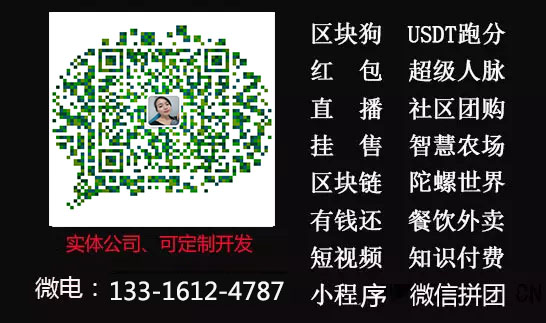 区块狗 USDT跑分
红 包 超级人脉
直 播 社区团购
挂 售 智慧农场
区块链 陀螺世界
有钱还 餐饮外卖
短视频 知识付费
小程序 微信拼团
实体公司、可定制开发
微电：133-1612-4787
CN